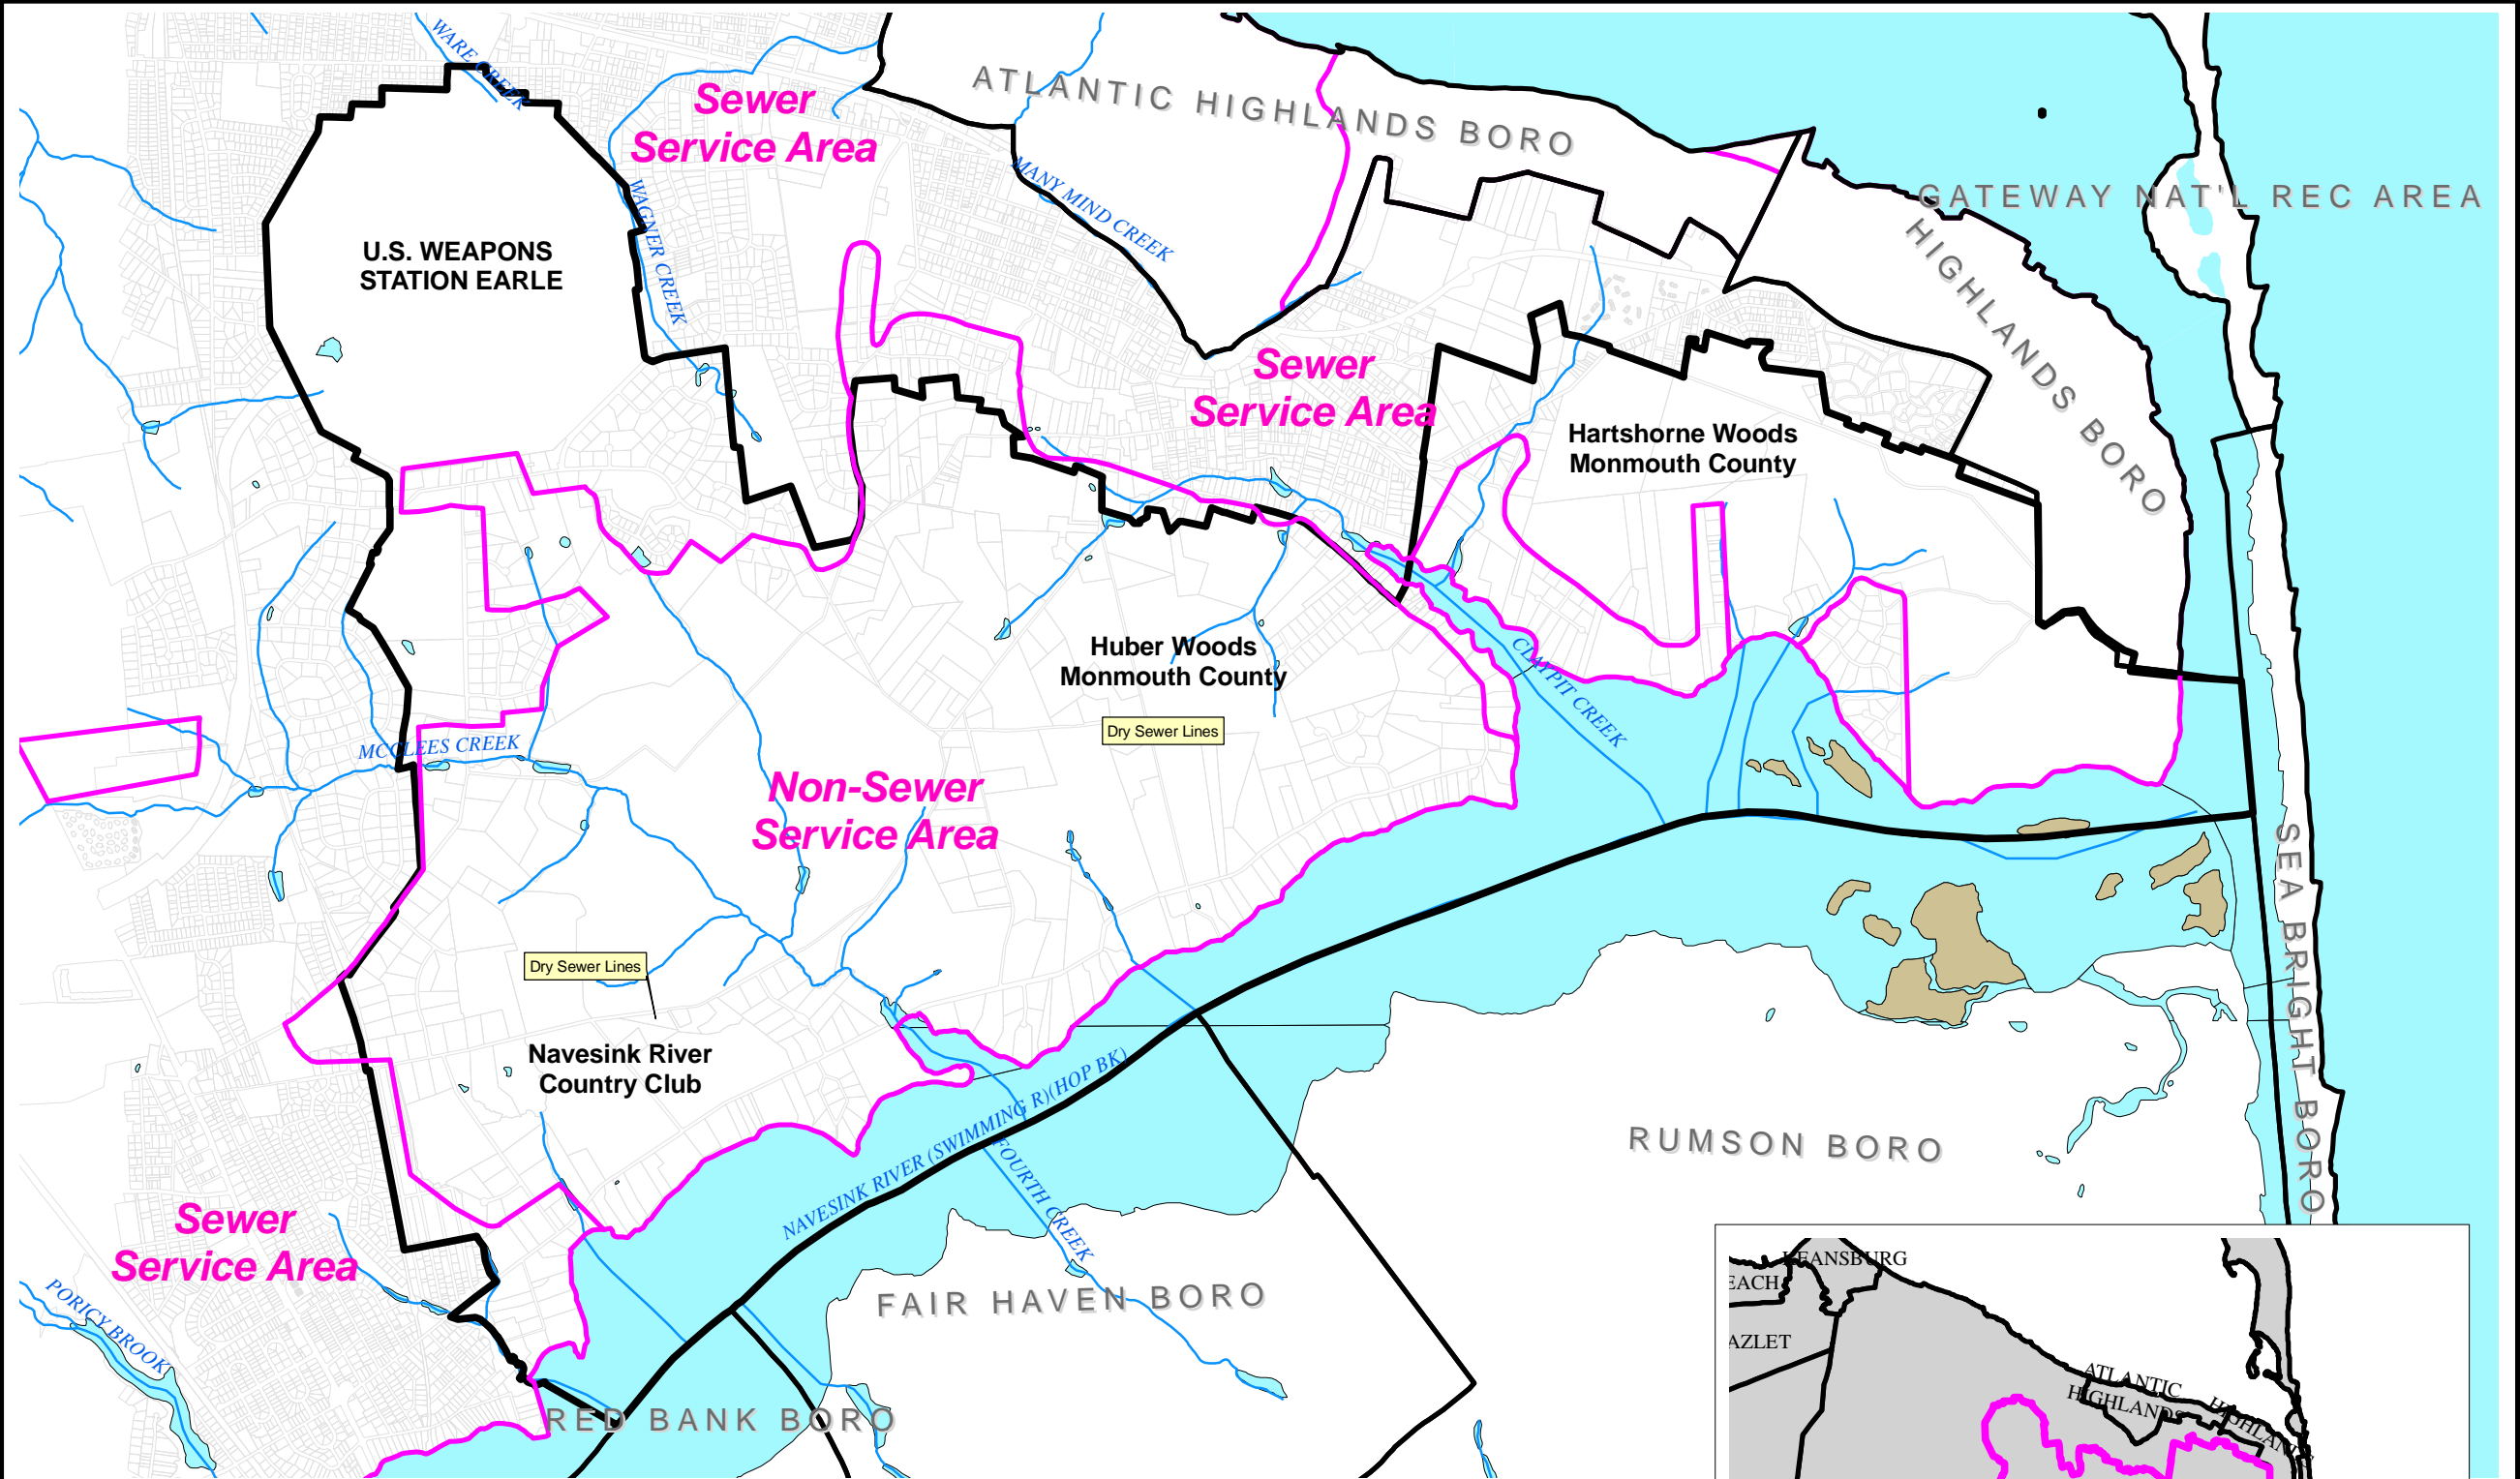 WARE CREEK
Sewer
Service Area
ATLANTIC HIGHLANDS BORO
MANY MIND CREEK
WAGNER CREEK
GATEWAY NAT'L REC AREA
HIGHLANDS BORO
U.S. WEAPONS
STATION EARLE
Sewer
Service Area
Hartshorne Woods
Monmouth County
Huber Woods
Monmouth County
CLAYPIT CREEK
Dry Sewer Lines
MCCLEES CREEK
Non-Sewer
Service Area
SEA BRIGHT BORO
Dry Sewer Lines
Navesink River
Country Club
NAVESINK RIVER (SWIMMING R)(HOP BK)
FOURTH CREEK
RUMSON BORO
Sewer
Service Area
PORICY BROOK
FAIR HAVEN BORO
RED BANK BORO
KEANSBURG
EACH
AZLET
ATLANTIC
HIGHLANDS
HIGHLANDS